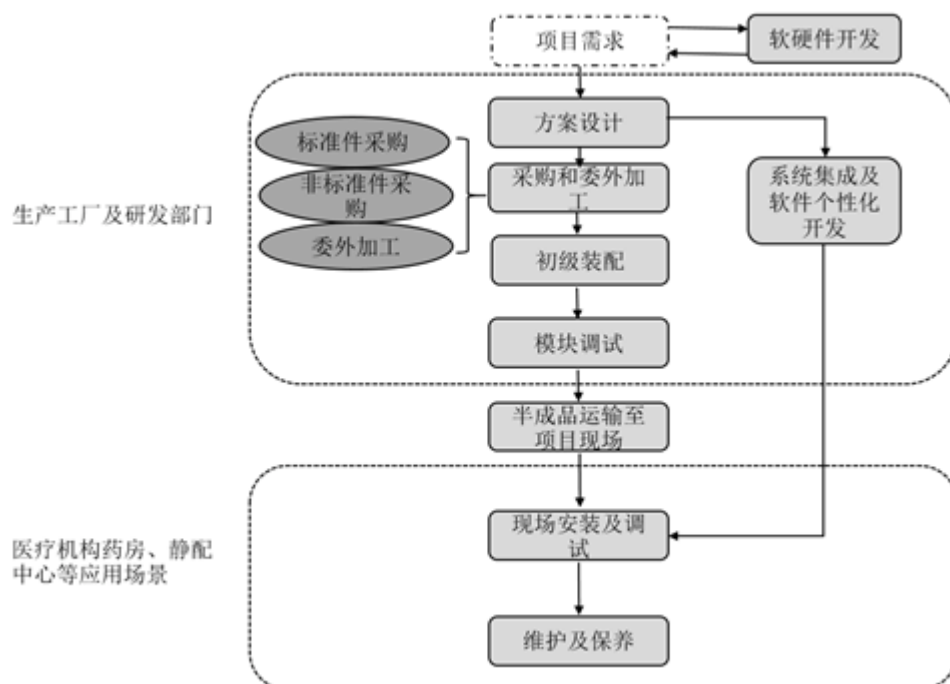 项目需求
软硬件开发
方案设计
标准件采购
非标准件采
购
委外加工
采购和委外加
工
系统集成及
软件个性化
开发
生产工厂及研发部门
初级装配
模块调试
半成品运输至
项目现场
现场安装及调
试
医疗机构药房、静配
中心等应用场景
维护及保养